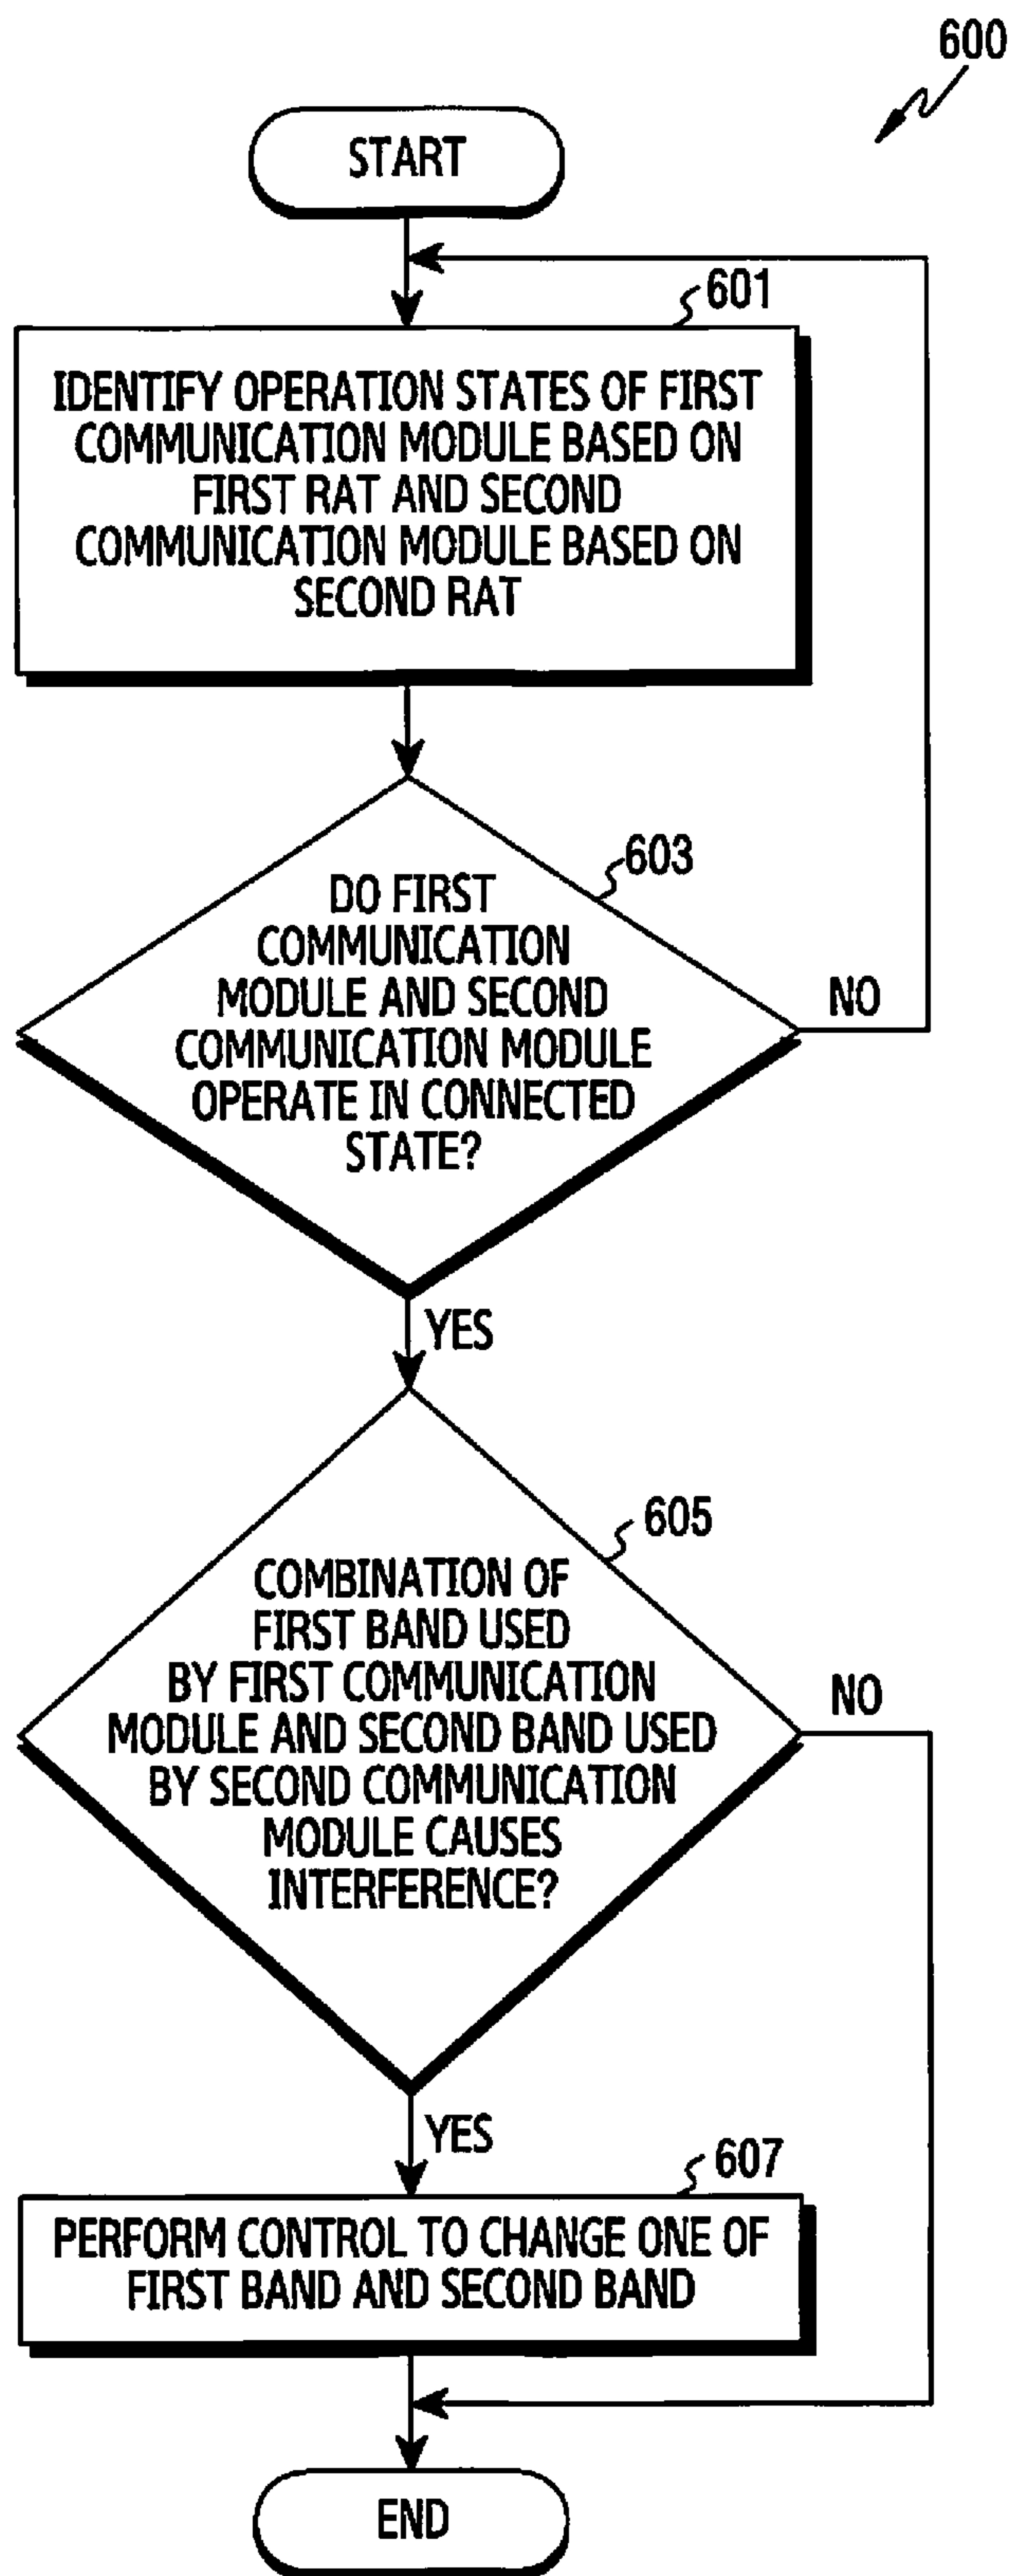 600
START
601
IDENTIFY OPERATION STATES OF FIRST
COMMUNICATION MODULE BASED ON
FIRST RAT AND SECOND
COMMUNICATION MODULE BASED ON
SECOND RAT
603
DO FIRST
COMMUNICATION
MODULE AND SECOND
COMMUNICATION MODULE
OPERATE IN CONNECTED
STATE?
NO
YES
605
COMBINATION OF
FIRST BAND USED
BY FIRST COMMUNICATION
MODULE AND SECOND BAND USED
BY SECOND COMMUNICATION
MODULE CAUSES
INTERFERENCE?
NO
YES
607
PERFORM CONTROL TO CHANGE ONE OF
FIRST BAND AND SECOND BAND
END